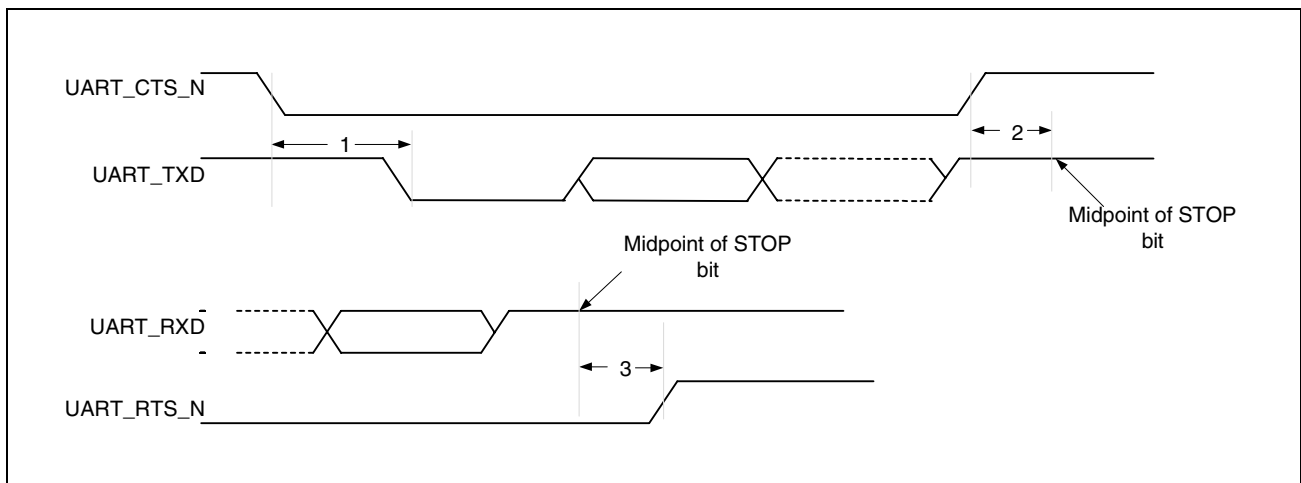 UART_CTS_N
1
2
UART_TXD
Midpoint of STOP
bit
Midpoint of STOP
bit
UART_RXD
3
UART_RTS_N